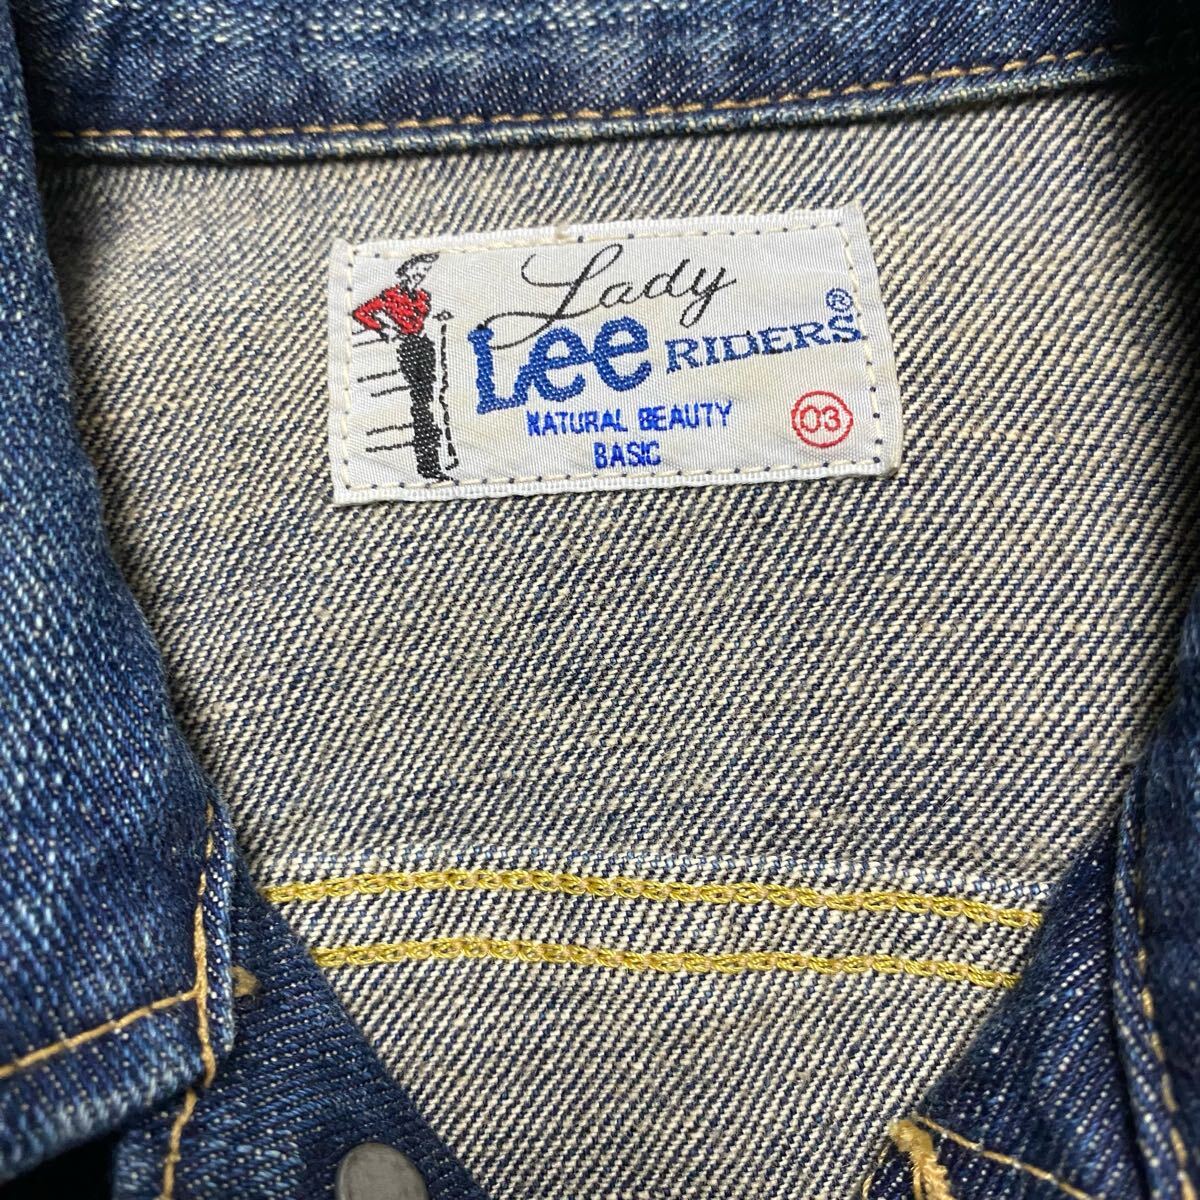 Lady
Lee RIDERS®
NATURAL BEAUTY
BASIC
03